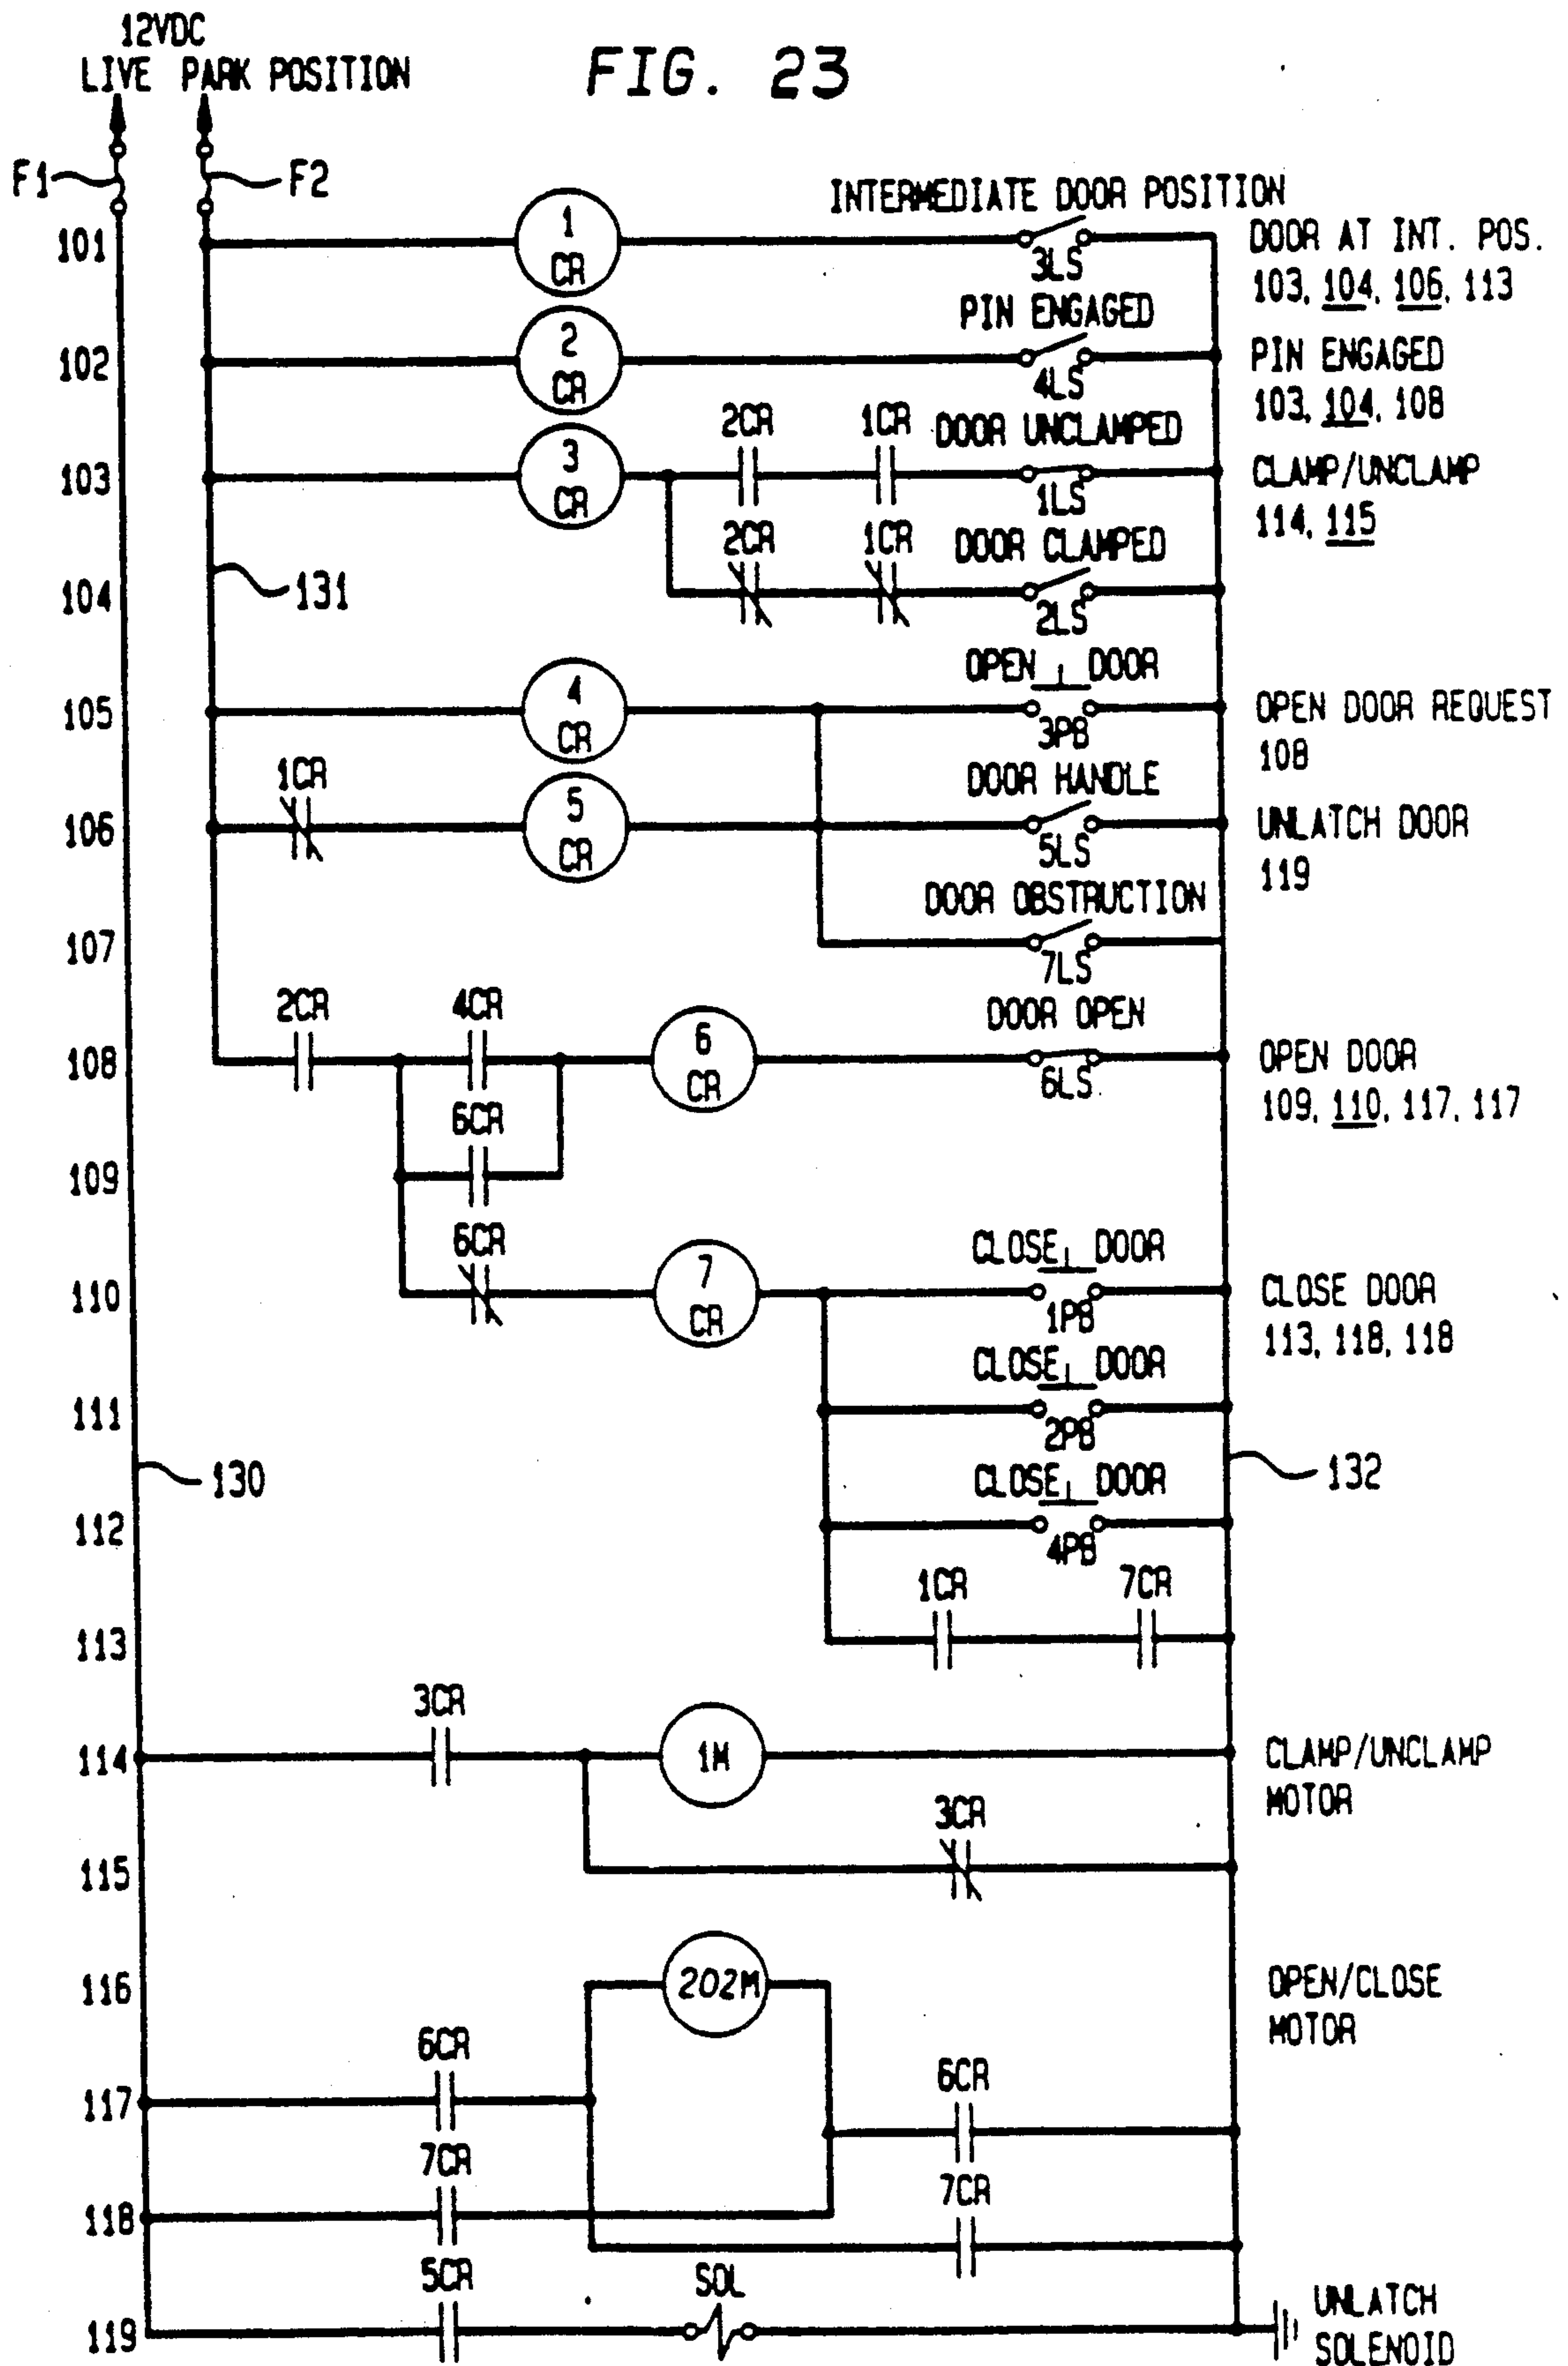 12VDC
LIVE PARK POSITION
FIG. 23
F1
F2
INTERMEDIATE DOOR POSITION
101
1
CR
3LS
DOOR AT INT. POS.
103, 104, 106, 113
PIN ENGAGED
102
2
CR
4LS
PIN ENGAGED
103, 104, 108
2CR
1CR
DOOR UNCLAMPED
103
3
CR
1LS
CLAMP/UNCLAMP
114, 115
2CR
1CR
DOOR CLAMPED
131
104
2LS
OPEN DOOR
105
4
CR
3PB
OPEN DOOR REQUEST
108
1CR
DOOR HANDLE
106
5
CR
5LS
UNLATCH DOOR
119
DOOR OBSTRUCTION
107
7LS
2CR
4CR
DOOR OPEN
108
6
CR
6LS
OPEN DOOR
109, 110, 117, 117
6CR
109
6CR
CLOSE DOOR
110
7
CR
1PB
CLOSE DOOR
113, 118, 118
CLOSE DOOR
111
2PB
130
CLOSE DOOR
132
112
4PB
1CR
7CR
113
3CR
114
1M
CLAMP/UNCLAMP
MOTOR
3CR
115
116
202M
OPEN/CLOSE
MOTOR
6CR
6CR
117
7CR
7CR
118
5CR
SOL
119
UNLATCH
SOLENOID